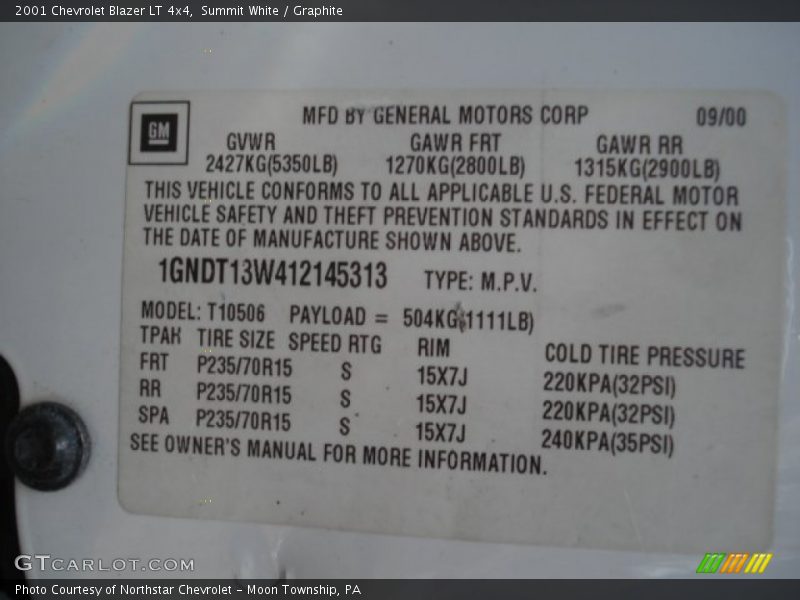 2001 Chevrolet Blazer LT 4x4, Summit White / Graphite
GM
MFD BY GENERAL MOTORS CORP 09/00
GVWR GAWR FRT GAWR RR
2427KG(5350LB) 1270KG(2800LB) 1315KG(2900LB)
THIS VEHICLE CONFORMS TO ALL APPLICABLE U.S. FEDERAL MOTOR
VEHICLE SAFETY AND THEFT PREVENTION STANDARDS IN EFFECT ON
THE DATE OF MANUFACTURE SHOWN ABOVE.
1GNDT13W412145313 TYPE: M.P.V.
MODEL: T10506 PAYLOAD = 504KG(1111LB)
TPAK TIRE SIZE SPEED RTG RIM COLD TIRE PRESSURE
FRT P235/70R15 S 15X7J 220KPA(32PSI)
RR P235/70R15 S 15X7J 220KPA(32PSI)
SPA P235/70R15 S 15X7J 240KPA(35PSI)
SEE OWNER'S MANUAL FOR MORE INFORMATION.
GTCARLOT.COM
Photo Courtesy of Northstar Chevrolet - Moon Township, PA